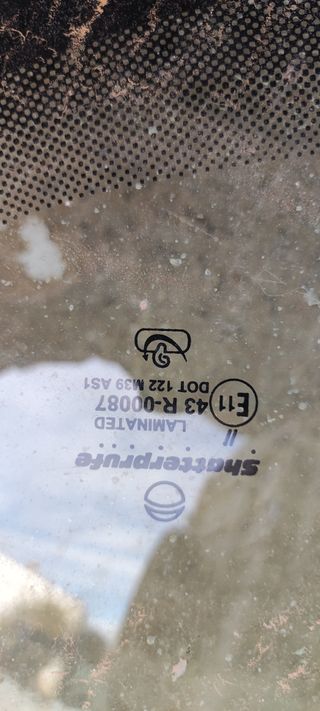 Shatterprufe
LAMINATED
//
E11 43 R-00087
DOT 122 M39 AS1